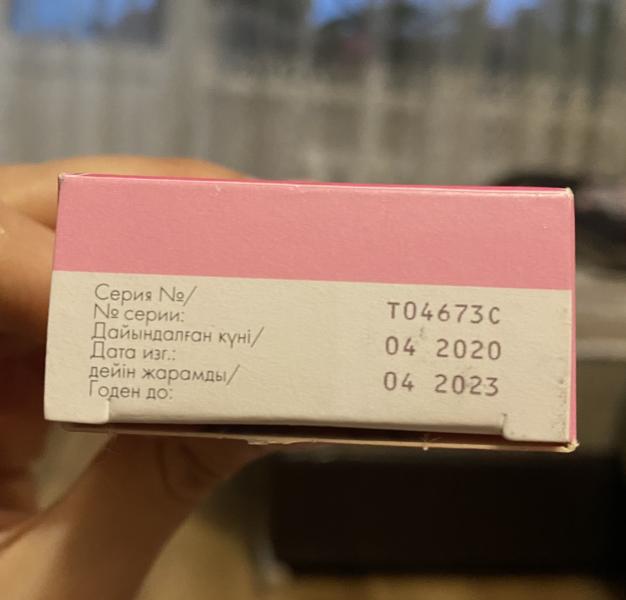 Серия №/
№ серии:
T04673C
Дайындалған күні/
Дата изг.:
04 2020
дейін жарамды/
Годен до:
04 2023